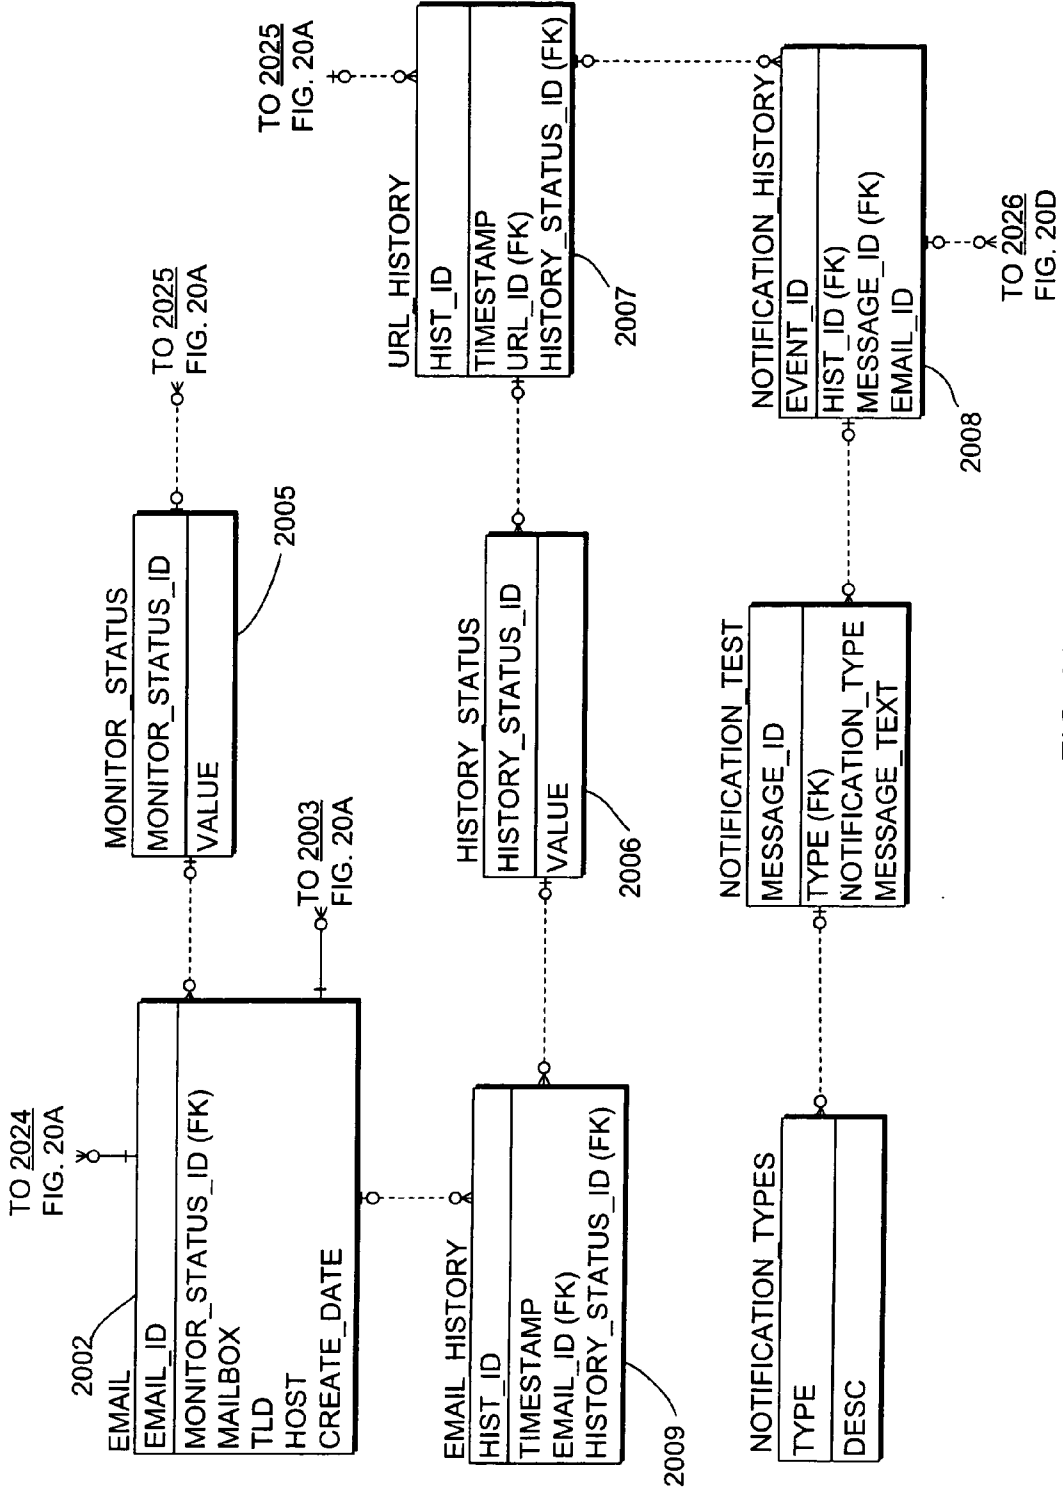 TO 2024
FIG. 20A
2002
EMAIL
EMAIL_ID
MONITOR_STATUS_ID (FK)
MAILBOX
TLD
HOST
CREATE_DATE
TO 2003
FIG. 20A
MONITOR_STATUS
MONITOR_STATUS_ID
VALUE
2005
TO 2025
FIG. 20A
EMAIL_HISTORY
HIST_ID
TIMESTAMP
EMAIL_ID (FK)
HISTORY_STATUS_ID (FK)
2009
HISTORY_STATUS
HISTORY_STATUS_ID
VALUE
2006
TO 2025
FIG. 20A
URL_HISTORY
HIST_ID
TIMESTAMP
URL_ID (FK)
HISTORY_STATUS_ID (FK)
2007
NOTIFICATION_TYPES
TYPE
DESC
NOTIFICATION_TEST
MESSAGE_ID
TYPE (FK)
NOTIFICATION_TYPE
MESSAGE_TEXT
NOTIFICATION_HISTORY
EVENT_ID
HIST_ID (FK)
MESSAGE_ID (FK)
EMAIL_ID
2008
TO 2026
FIG. 20D